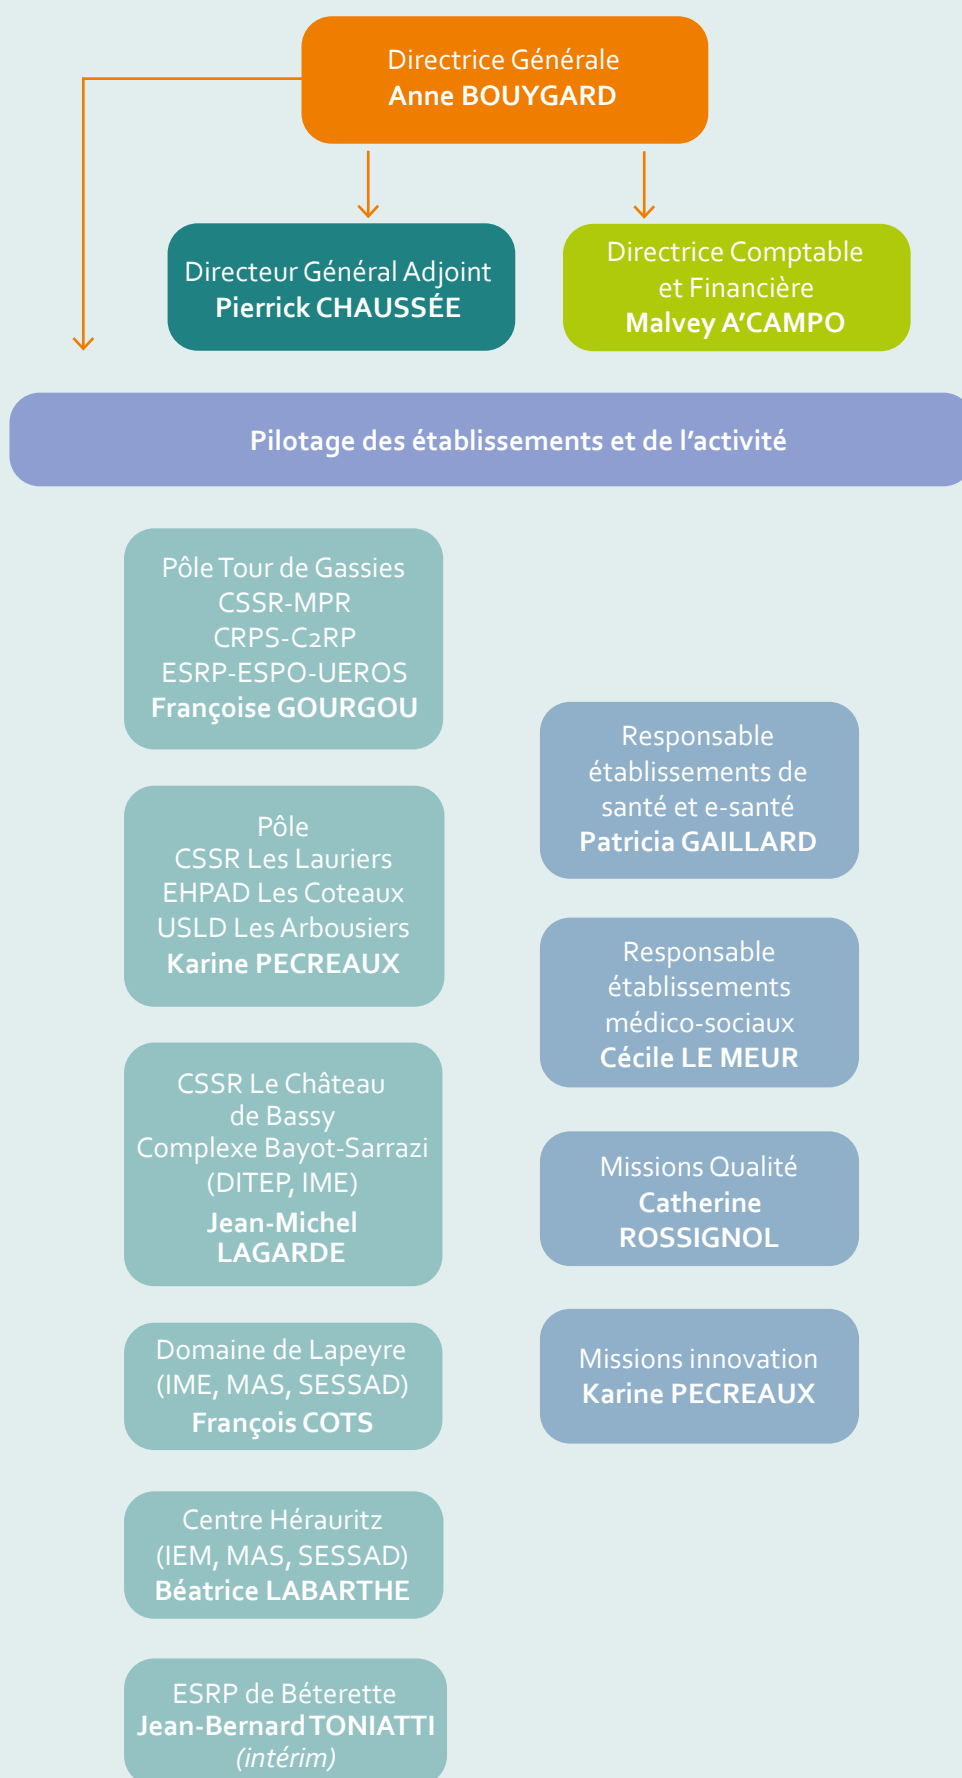 Directrice Générale
Anne BOUYGARD
Directeur Général Adjoint
Pierrick CHAUSSÉE
Directrice Comptable
et Financière
Malvey A’CAMPO
Pilotage des établissements et de l’activité
Pôle Tour de Gassies
CSSR-MPR
CRPS-C2RP
ESRP-ESPO-UEROS
Françoise GOURGOU
Pôle
CSSR Les Lauriers
EHPAD Les Coteaux
USLD Les Arbousiers
Karine PECREAUX
CSSR Le Château
de Bassy
Complexe Bayot-Sarrazi
(DITEP, IME)
Jean-Michel
LAGARDE
Domaine de Lapeyre
(IME, MAS, SESSAD)
François COTS
Centre Hérauritz
(IEM, MAS, SESSAD)
Béatrice LABARTHE
ESRP de Béterette
Jean-Bernard TONIATTI
(intérim)
Responsable
établissements de
santé et e-santé
Patricia GAILLARD
Responsable
établissements
médico-sociaux
Cécile LE MEUR
Missions Qualité
Catherine
ROSSIGNOL
Missions innovation
Karine PECREAUX